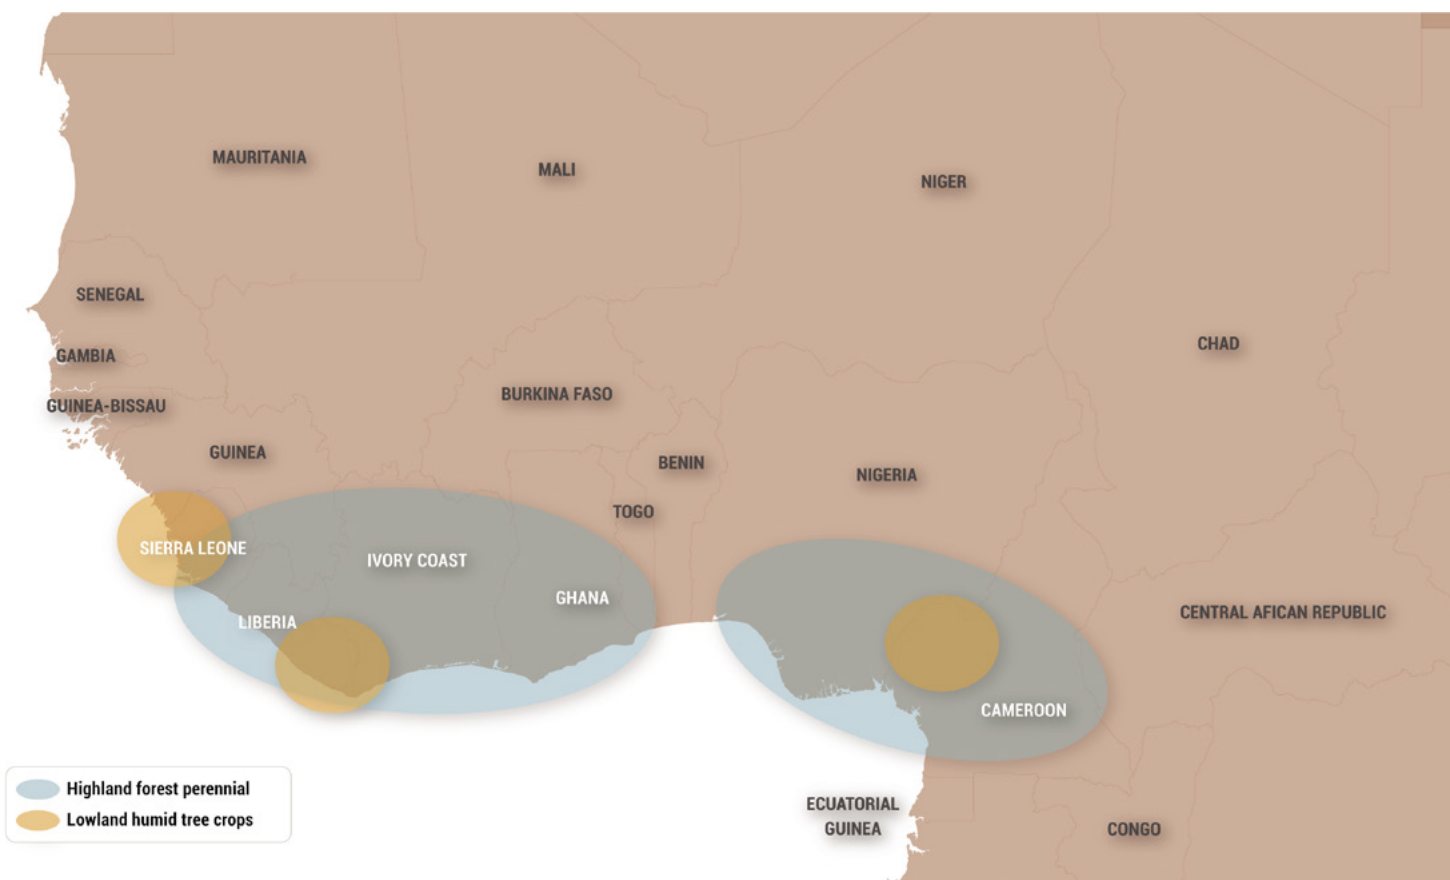 MAURITANIA
MALI
NIGER
SENEGAL
CHAD
GAMBIA
BURKINA FASO
GUINEA-BISSAU
GUINEA
BENIN
NIGERIA
TOGO
SIERRA LEONE
IVORY COAST
GHANA
CENTRAL AFICAN REPUBLIC
LIBERIA
CAMEROON
Highland forest perennial
Lowland humid tree crops
ECUATORIAL
GUINEA
CONGO